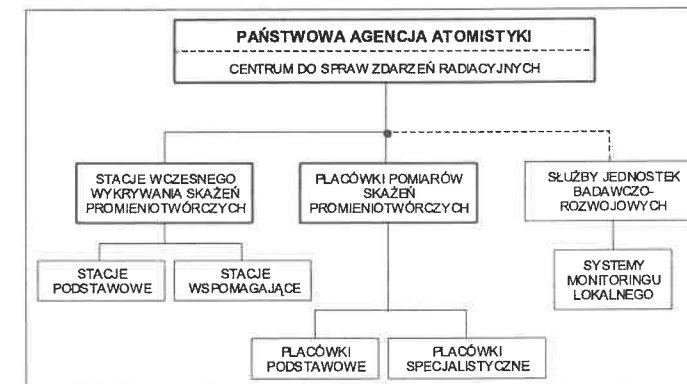 PAŃSTWOWA AGENCJA ATOMISTYKI
CENTRUM DO SPRAW ZDARZEŃ RADIACYJNYCH
STACJE WCZESNEGO
WYKRYWANIA SKAŻEŃ
PROMIENIOTWÓRCZYCH
PLACÓWKI POMIARÓW
SKAŻEŃ
PROMIENIOTWÓRCZYCH
SŁUŻBY JEDNOSTEK
BADAWCZO-
ROZWOJOWYCH
STACJE
PODSTAWOWE
STACJE
WSPOMAGAJĄCE
SYSTEMY
MONITORINGU
LOKALNEGO
PLACÓWKI
PODSTAWOWE
PLACÓWKI
SPECJALISTYCZNE